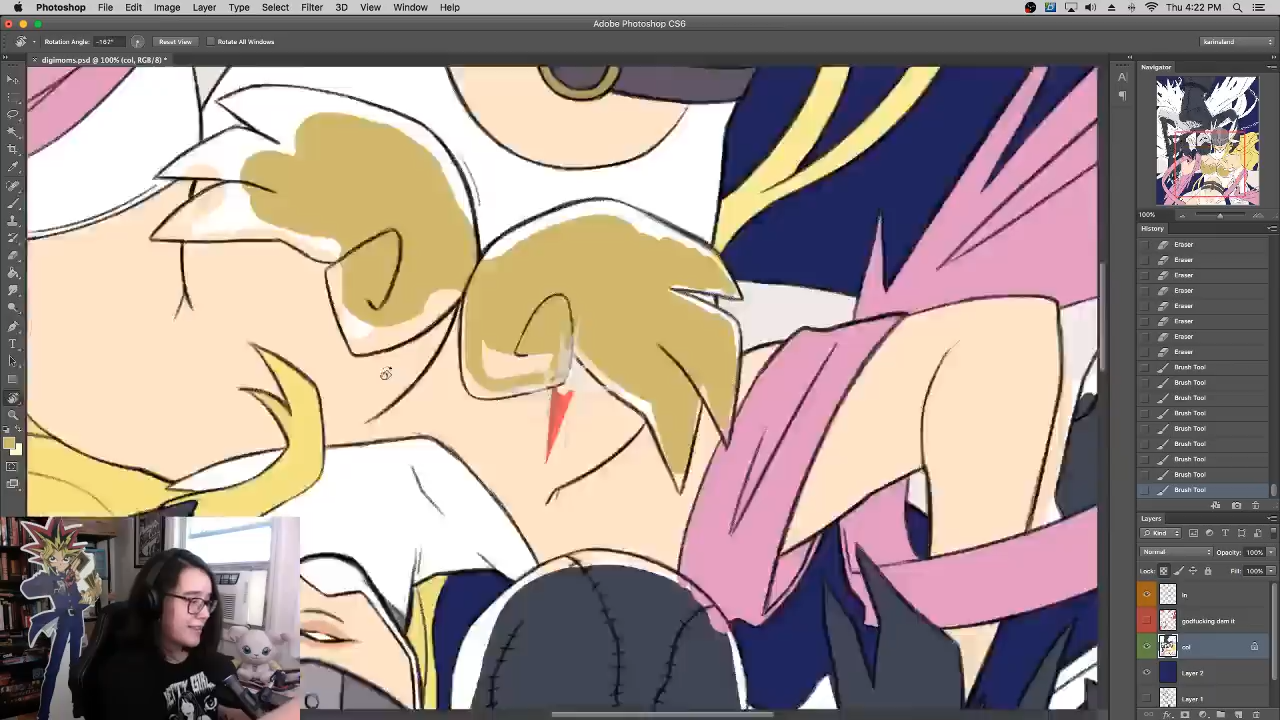 Photoshop File Edit Image Layer Type Select Filter 3D View Window Help Thu 4:22 PM
Adobe Photoshop CS6
Rotation Angle: -167° Reset View Rotate All Windows karinsland
digimoms.psd @ 100% (col, RGB/8) *
Navigator
100%
History
Eraser
Eraser
Eraser
Eraser
Eraser
Eraser
Eraser
Eraser
Brush Tool
Brush Tool
Brush Tool
Brush Tool
Brush Tool
Brush Tool
Brush Tool
Brush Tool
Brush Tool
Layers
Kind
Normal Opacity: 100%
Lock: Fill: 100%
ln
godfucking dam it
col
Layer 2
Layer 1